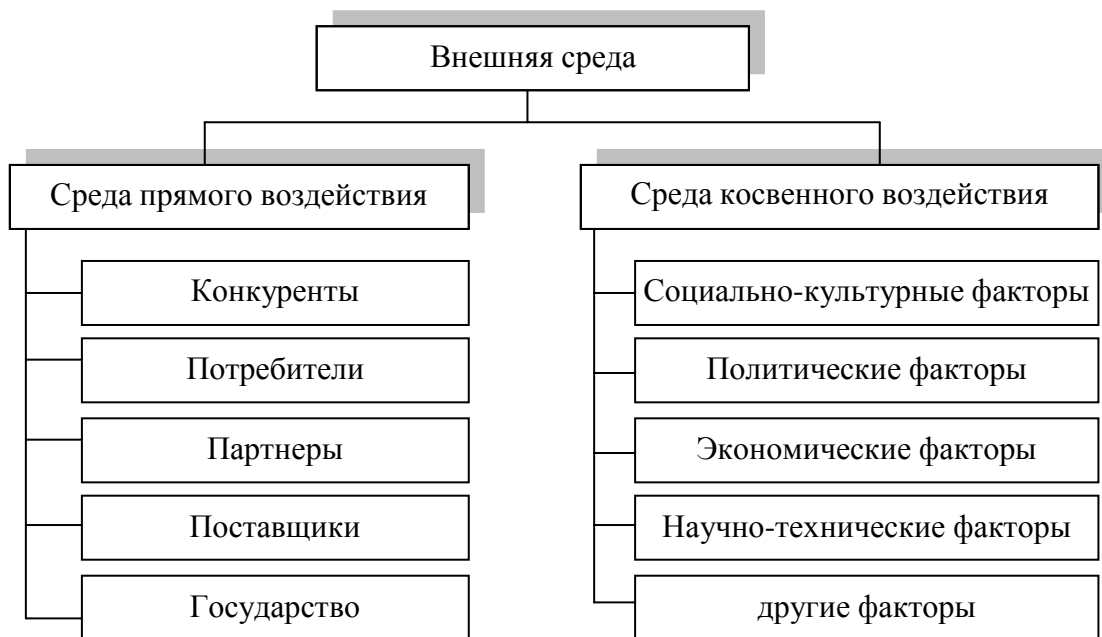 Внешняя среда
Среда прямого воздействия
Конкуренты
Потребители
Партнеры
Поставщики
Государство
Среда косвенного воздействия
Социально-культурные факторы
Политические факторы
Экономические факторы
Научно-технические факторы
другие факторы